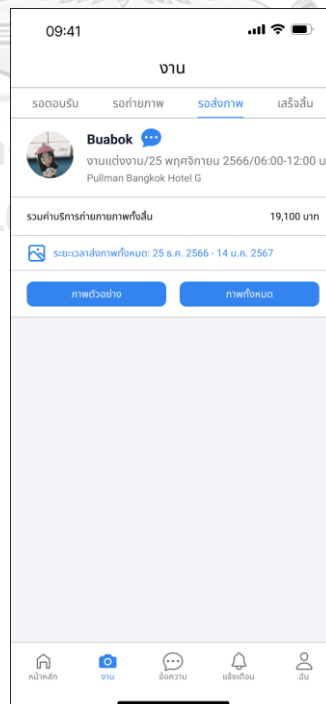 09:41
งาน
รอตอบรับ รอถ่ายภาพ รอส่งภาพ เสร็จสิ้น
Buabok
งานแต่งงาน/25 พฤศจิกายน 2566/06:00-12:00 น
Pullman Bangkok Hotel G
รวมค่าบริการถ่ายภายภาพทั้งสิ้น 19,100 บาท
ระยะเวลาส่งภาพทั้งหมด: 25 ธ.ค. 2566 - 14 ม.ค. 2567
ภาพตัวอย่าง ภาพทั้งหมด
หน้าหลัก งาน ข้อความ แจ้งเตือน ฉัน